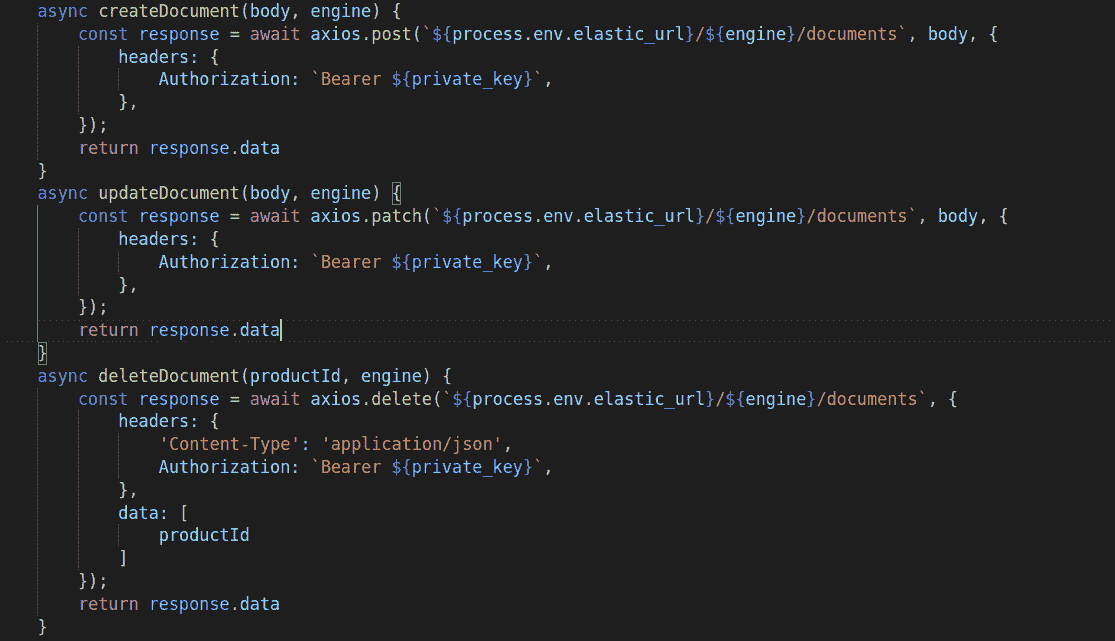 async createDocument(body, engine) {
    const response = await axios.post(`${process.env.elastic_url}/${engine}/documents`, body, {
        headers: {
            Authorization: `Bearer ${private_key}`,
        },
    });
    return response.data
}
async updateDocument(body, engine) {
    const response = await axios.patch(`${process.env.elastic_url}/${engine}/documents`, body, {
        headers: {
            Authorization: `Bearer ${private_key}`,
        },
    });
    return response.data
}
async deleteDocument(productId, engine) {
    const response = await axios.delete(`${process.env.elastic_url}/${engine}/documents`, {
        headers: {
            'Content-Type': 'application/json',
            Authorization: `Bearer ${private_key}`,
        },
        data: [
            productId
        ]
    });
    return response.data
}